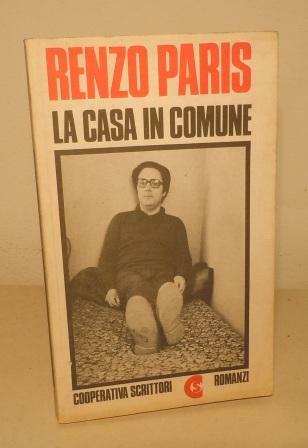 RENZO PARIS
LA CASA IN COMUNE
COOPERATIVA SCRITTORI CS ROMANZI